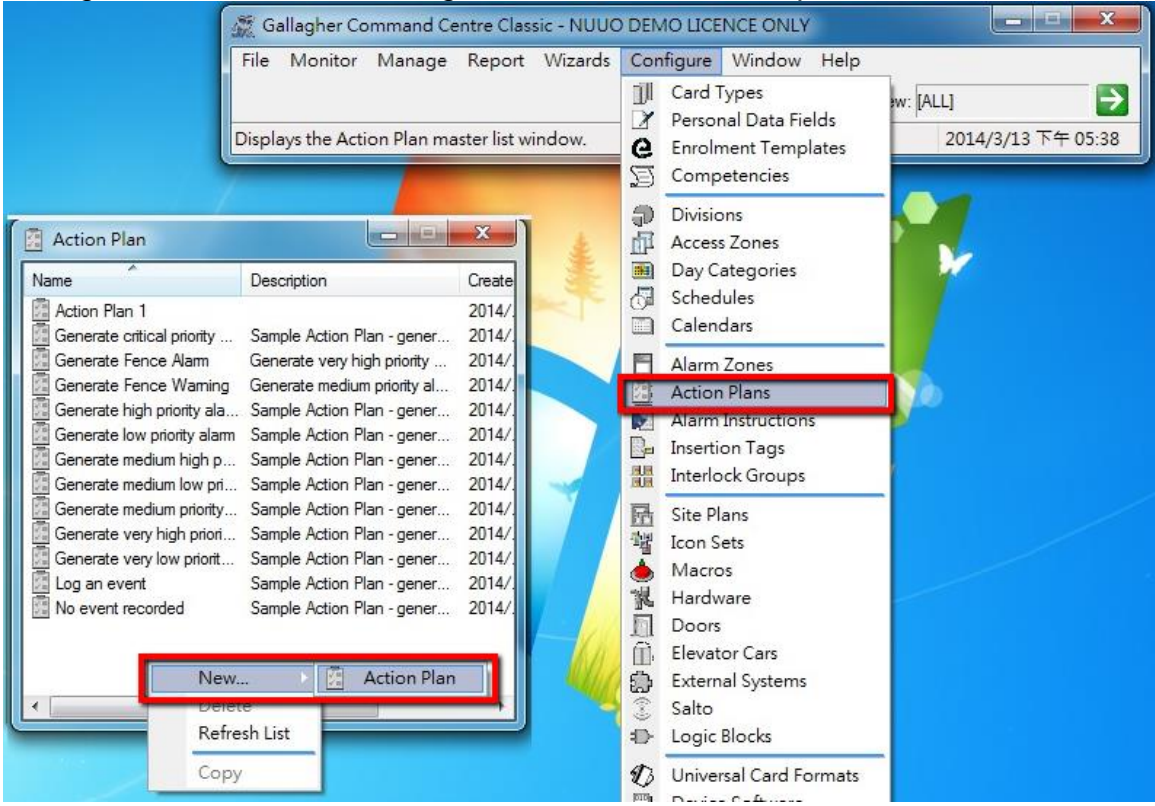 Gallagher Command Centre Classic - NUUO DEMO LICENCE ONLY
File Monitor Manage Report Wizards Configure Window Help
ew: [ALL]
Displays the Action Plan master list window.
2014/3/13 下午 05:38
Card Types
Personal Data Fields
Enrolment Templates
Competencies
Divisions
Access Zones
Day Categories
Schedules
Calendars
Alarm Zones
Action Plans
Alarm Instructions
Insertion Tags
Interlock Groups
Site Plans
Icon Sets
Macros
Hardware
Doors
Elevator Cars
External Systems
Salto
Logic Blocks
Universal Card Formats
Device Software
Action Plan
Name Description Create
Action Plan 1 2014/
Generate critical priority ... Sample Action Plan - gener... 2014/
Generate Fence Alarm Generate very high priority ... 2014/
Generate Fence Warning Generate medium priority al... 2014/
Generate high priority ala... Sample Action Plan - gener... 2014/
Generate low priority alarm Sample Action Plan - gener... 2014/
Generate medium high p... Sample Action Plan - gener... 2014/
Generate medium low pri... Sample Action Plan - gener... 2014/
Generate medium priority... Sample Action Plan - gener... 2014/
Generate very high priori... Sample Action Plan - gener... 2014/
Generate very low priorit... Sample Action Plan - gener... 2014/
Log an event Sample Action Plan - gener... 2014/
No event recorded Sample Action Plan - gener... 2014/
New... Action Plan
Delete
Refresh List
Copy